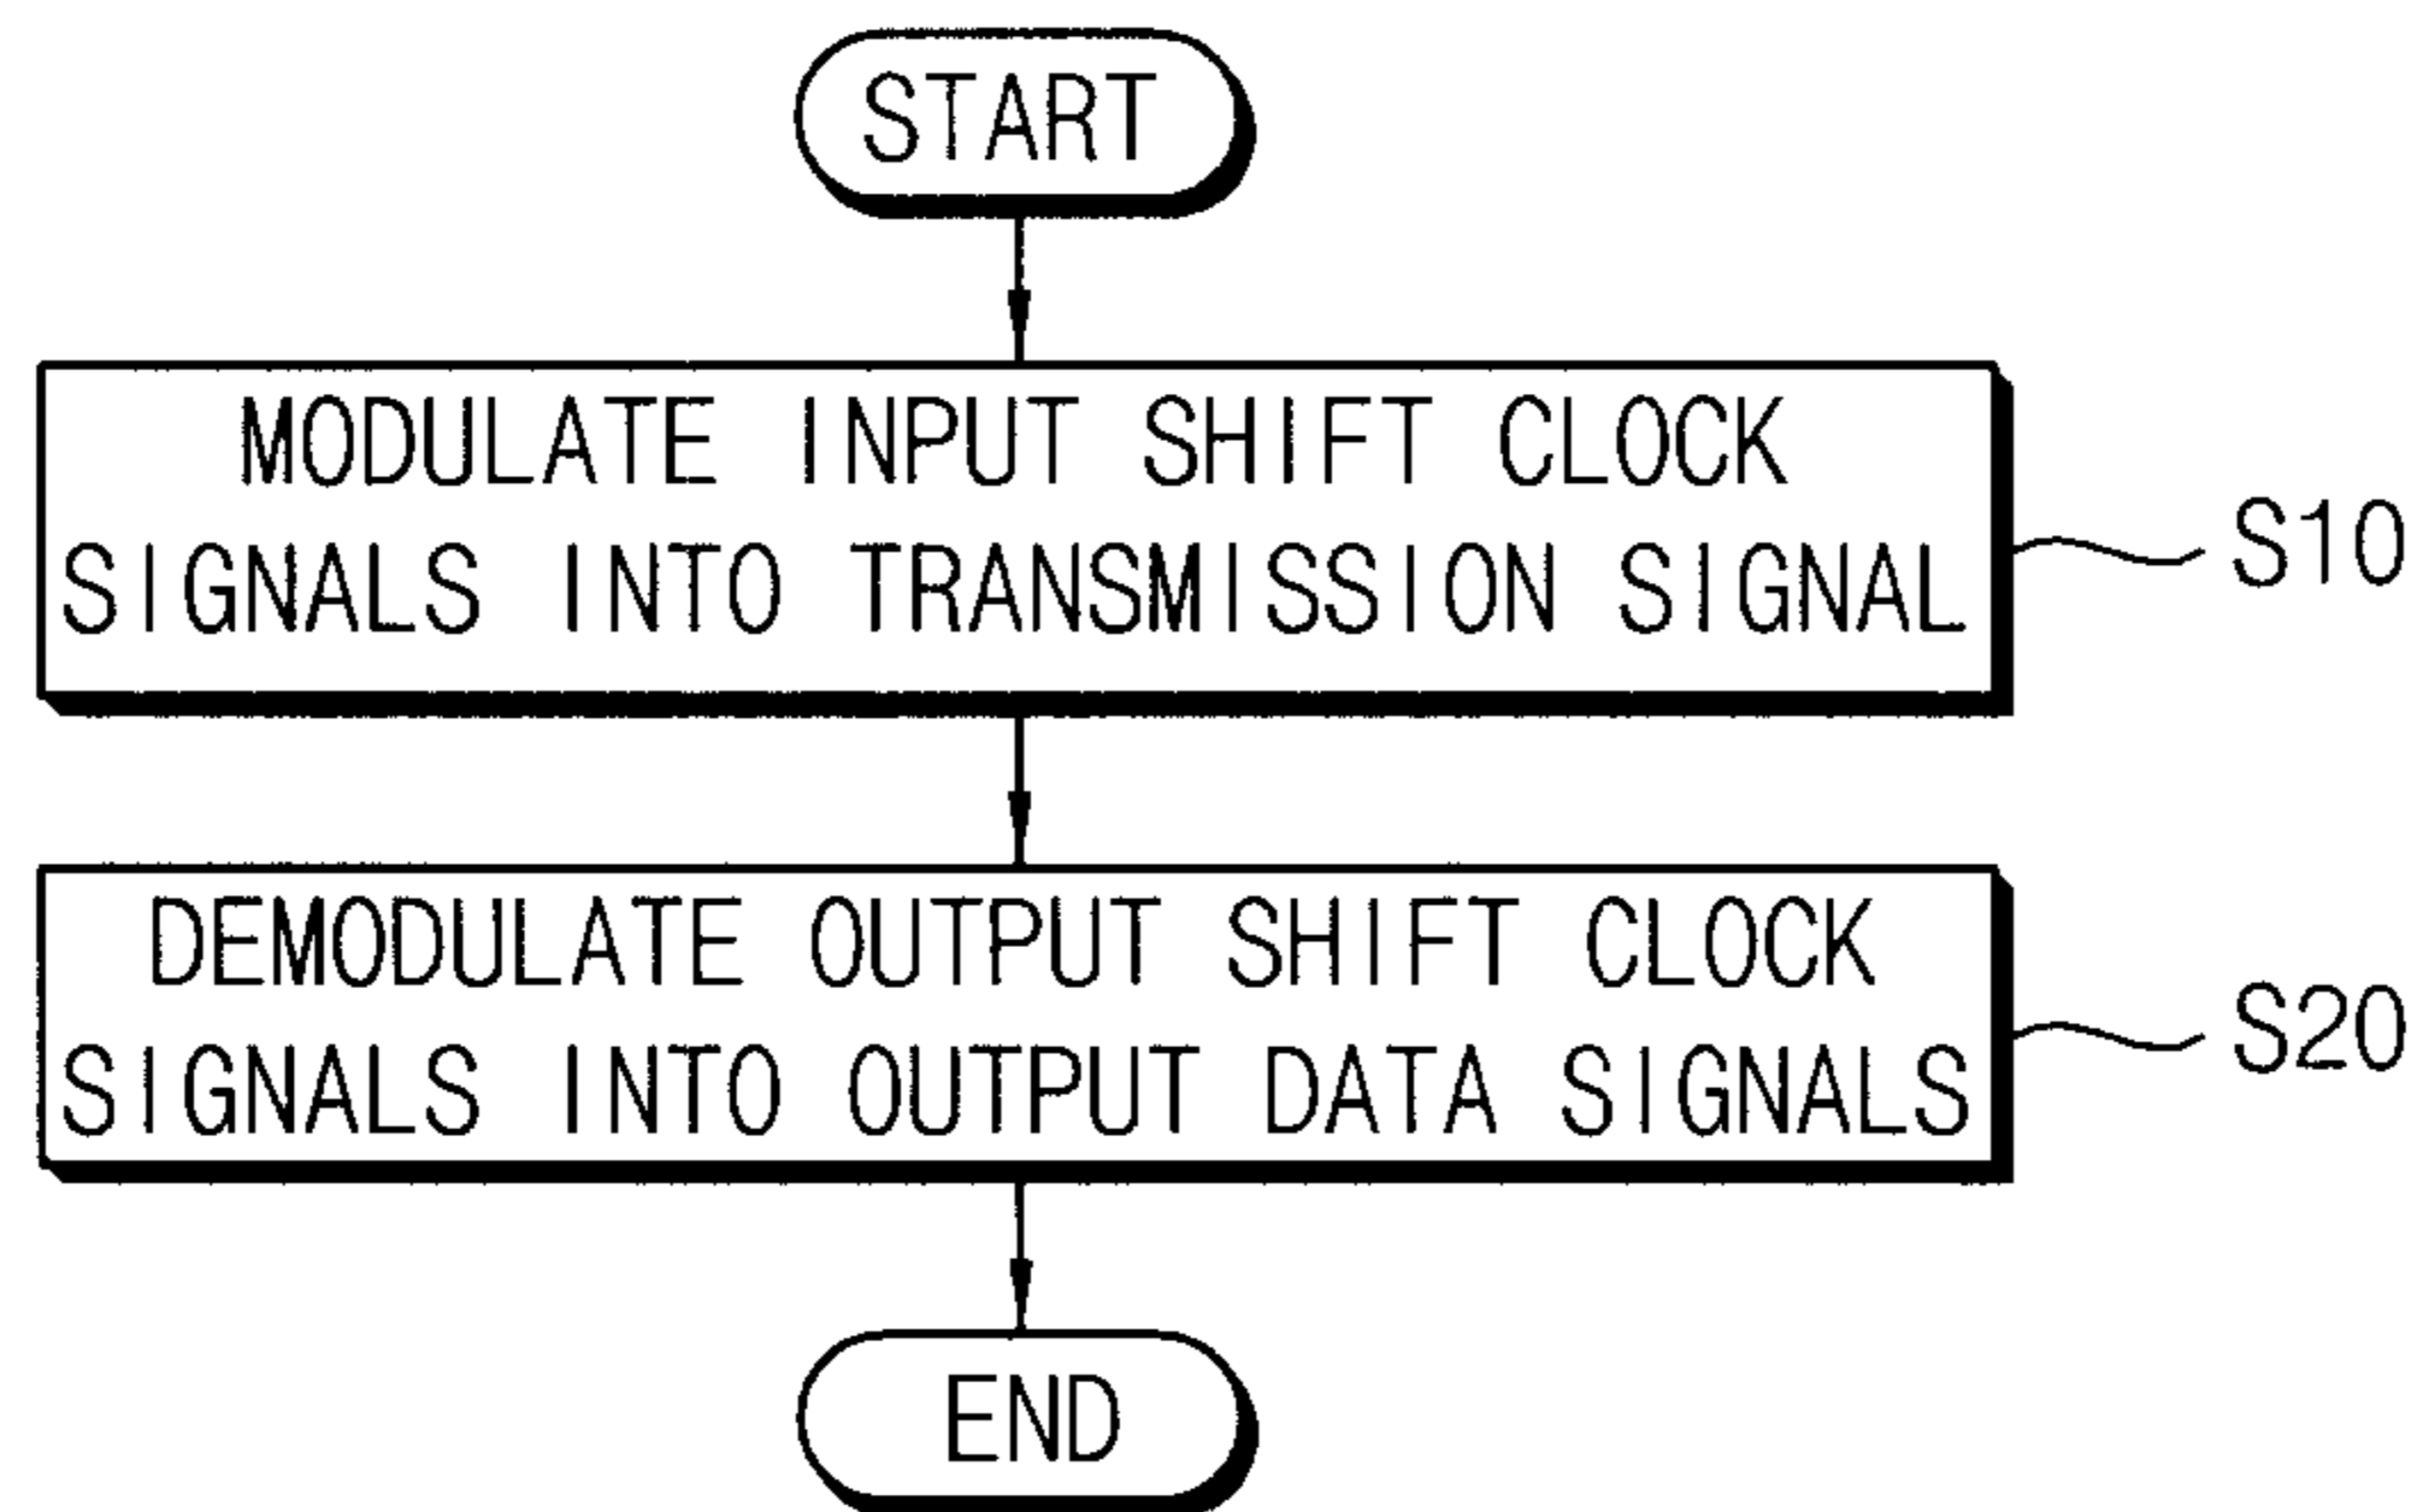 START
MODULATE INPUT SHIFT CLOCK
SIGNALS INTO TRANSMISSION SIGNAL
S10
DEMODULATE OUTPUT SHIFT CLOCK
SIGNALS INTO OUTPUT DATA SIGNALS
S20
END